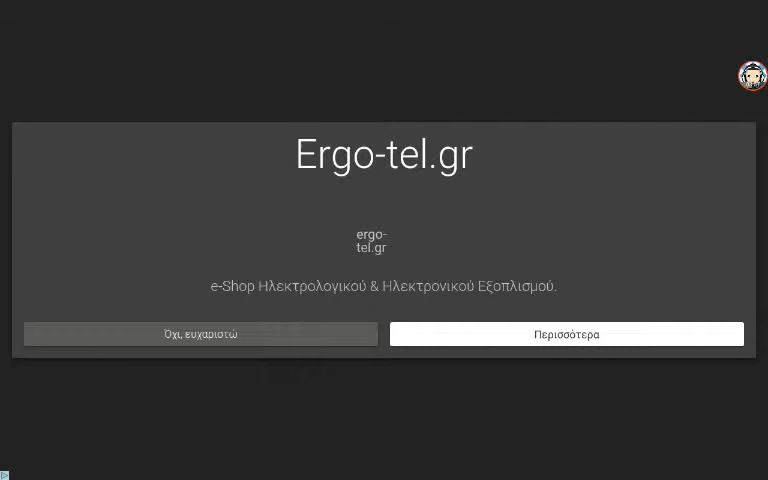 Ergo-tel.gr
ergo-
tel.gr
e-Shop Ηλεκτρολογικού & Ηλεκτρονικού Εξοπλισμού.
Όχι, ευχαριστώ
Περισσότερα